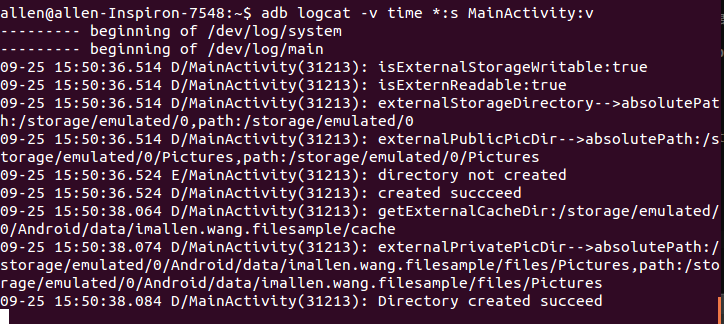 allen@allen-Inspiron-7548:~$ adb logcat -v time *:s MainActivity:v
--------- beginning of /dev/log/system
--------- beginning of /dev/log/main
09-25 15:50:36.514 D/MainActivity(31213): isExternalStorageWritable:true
09-25 15:50:36.514 D/MainActivity(31213): isExternReadable:true
09-25 15:50:36.514 D/MainActivity(31213): externalStorageDirectory-->absolutePat
h:/storage/emulated/0,path:/storage/emulated/0
09-25 15:50:36.514 D/MainActivity(31213): externalPublicPicDir-->absolutePath:/s
torage/emulated/0/Pictures,path:/storage/emulated/0/Pictures
09-25 15:50:36.524 E/MainActivity(31213): directory not created
09-25 15:50:36.524 D/MainActivity(31213): created succceed
09-25 15:50:38.064 D/MainActivity(31213): getExternalCacheDir:/storage/emulated/
0/Android/data/imallen.wang.filesample/cache
09-25 15:50:38.074 D/MainActivity(31213): externalPrivatePicDir-->absolutePath:/
storage/emulated/0/Android/data/imallen.wang.filesample/files/Pictures,path:/sto
rage/emulated/0/Android/data/imallen.wang.filesample/files/Pictures
09-25 15:50:38.084 D/MainActivity(31213): Directory created succeed